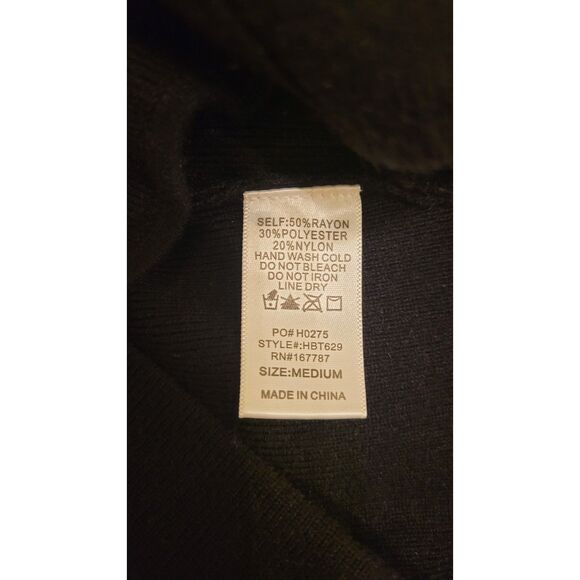 SELF:50%RAYON
30%POLYESTER
20%NYLON
HAND WASH COLD
DO NOT BLEACH
DO NOT IRON
LINE DRY
PO# H0275
STYLE#:HBT629
RN#167787
SIZE:MEDIUM
MADE IN CHINA